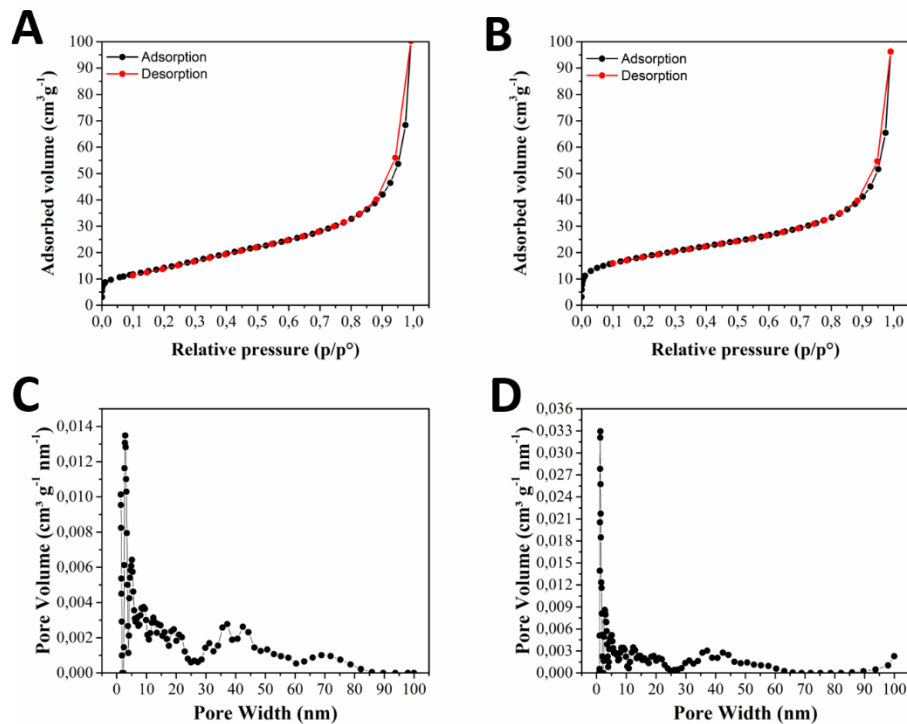 A
Adsorbed volume (cm³g⁻¹)
100
90
80
70
60
50
40
30
20
10
0
Adsorption
Desorption
0,0 0,1 0,2 0,3 0,4 0,5 0,6 0,7 0,8 0,9 1,0
Relative pressure (p/p°)
B
Adsorbed volume (cm³g⁻¹)
100
90
80
70
60
50
40
30
20
10
0
Adsorption
Desorption
0,0 0,1 0,2 0,3 0,4 0,5 0,6 0,7 0,8 0,9 1,0
Relative pressure (p/p°)
C
Pore Volume (cm³ g⁻¹ nm⁻¹)
0,014
0,012
0,010
0,008
0,006
0,004
0,002
0,000
0 10 20 30 40 50 60 70 80 90 100
Pore Width (nm)
D
Pore Volume (cm³ g⁻¹ nm⁻¹)
0,036
0,033
0,030
0,027
0,024
0,021
0,018
0,015
0,012
0,009
0,006
0,003
0,000
0 10 20 30 40 50 60 70 80 90 100
Pore Width (nm)